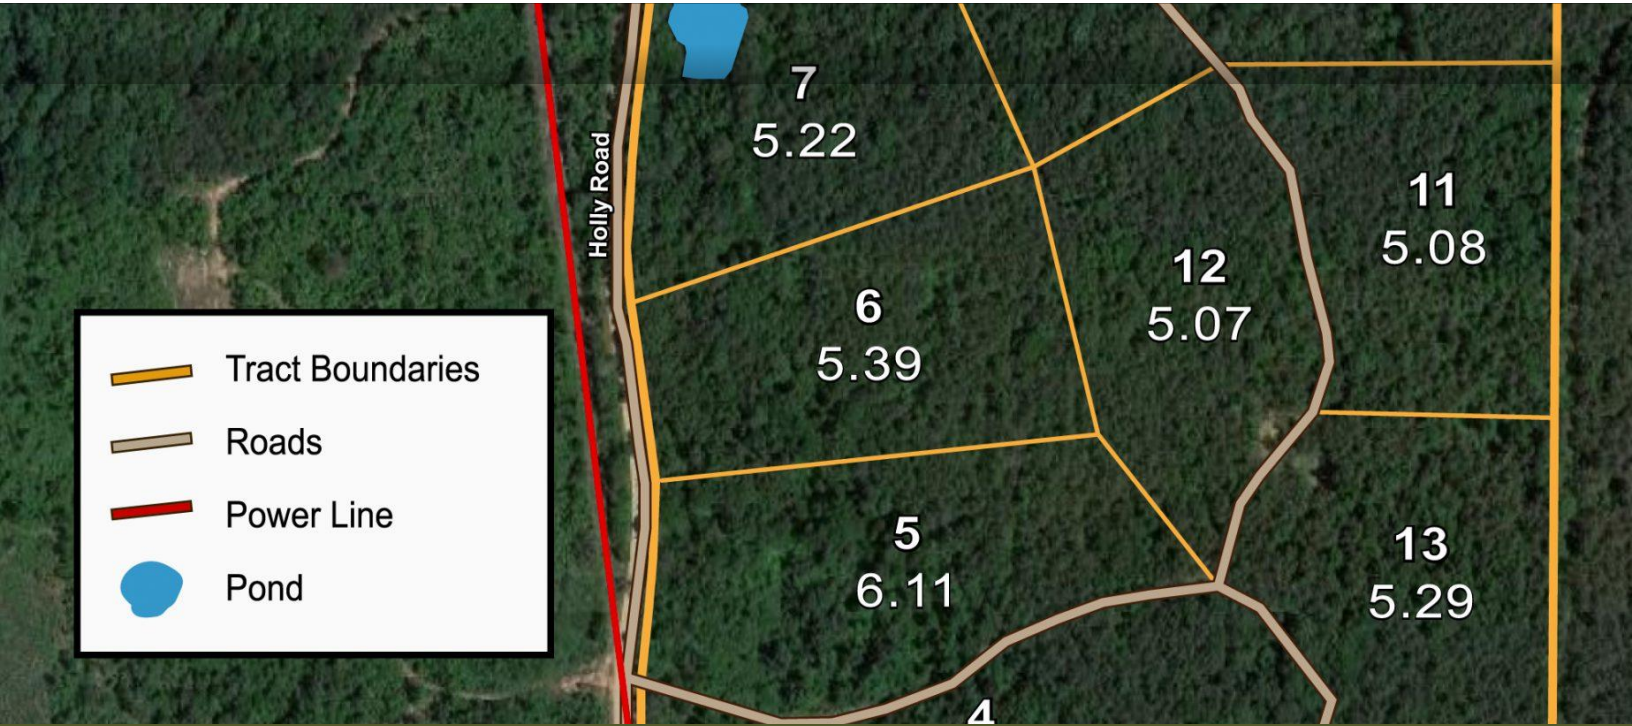 7
5.22
Holly Road
11
5.08
12
5.07
6
5.39
Tract Boundaries
Roads
Power Line
Pond
5
6.11
13
5.29
4